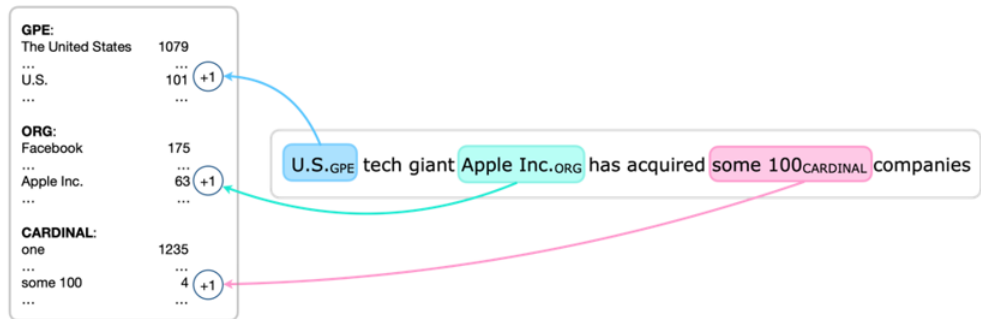 GPE:
The United States 1079
... ...
U.S. 101 +1
... ...
ORG:
Facebook 175
... ...
Apple Inc. 63 +1
... ...
CARDINAL:
one 1235
... ...
some 100 4 +1
... ...
U.S.GPE tech giant Apple Inc.ORG has acquired some 100CARDINAL companies